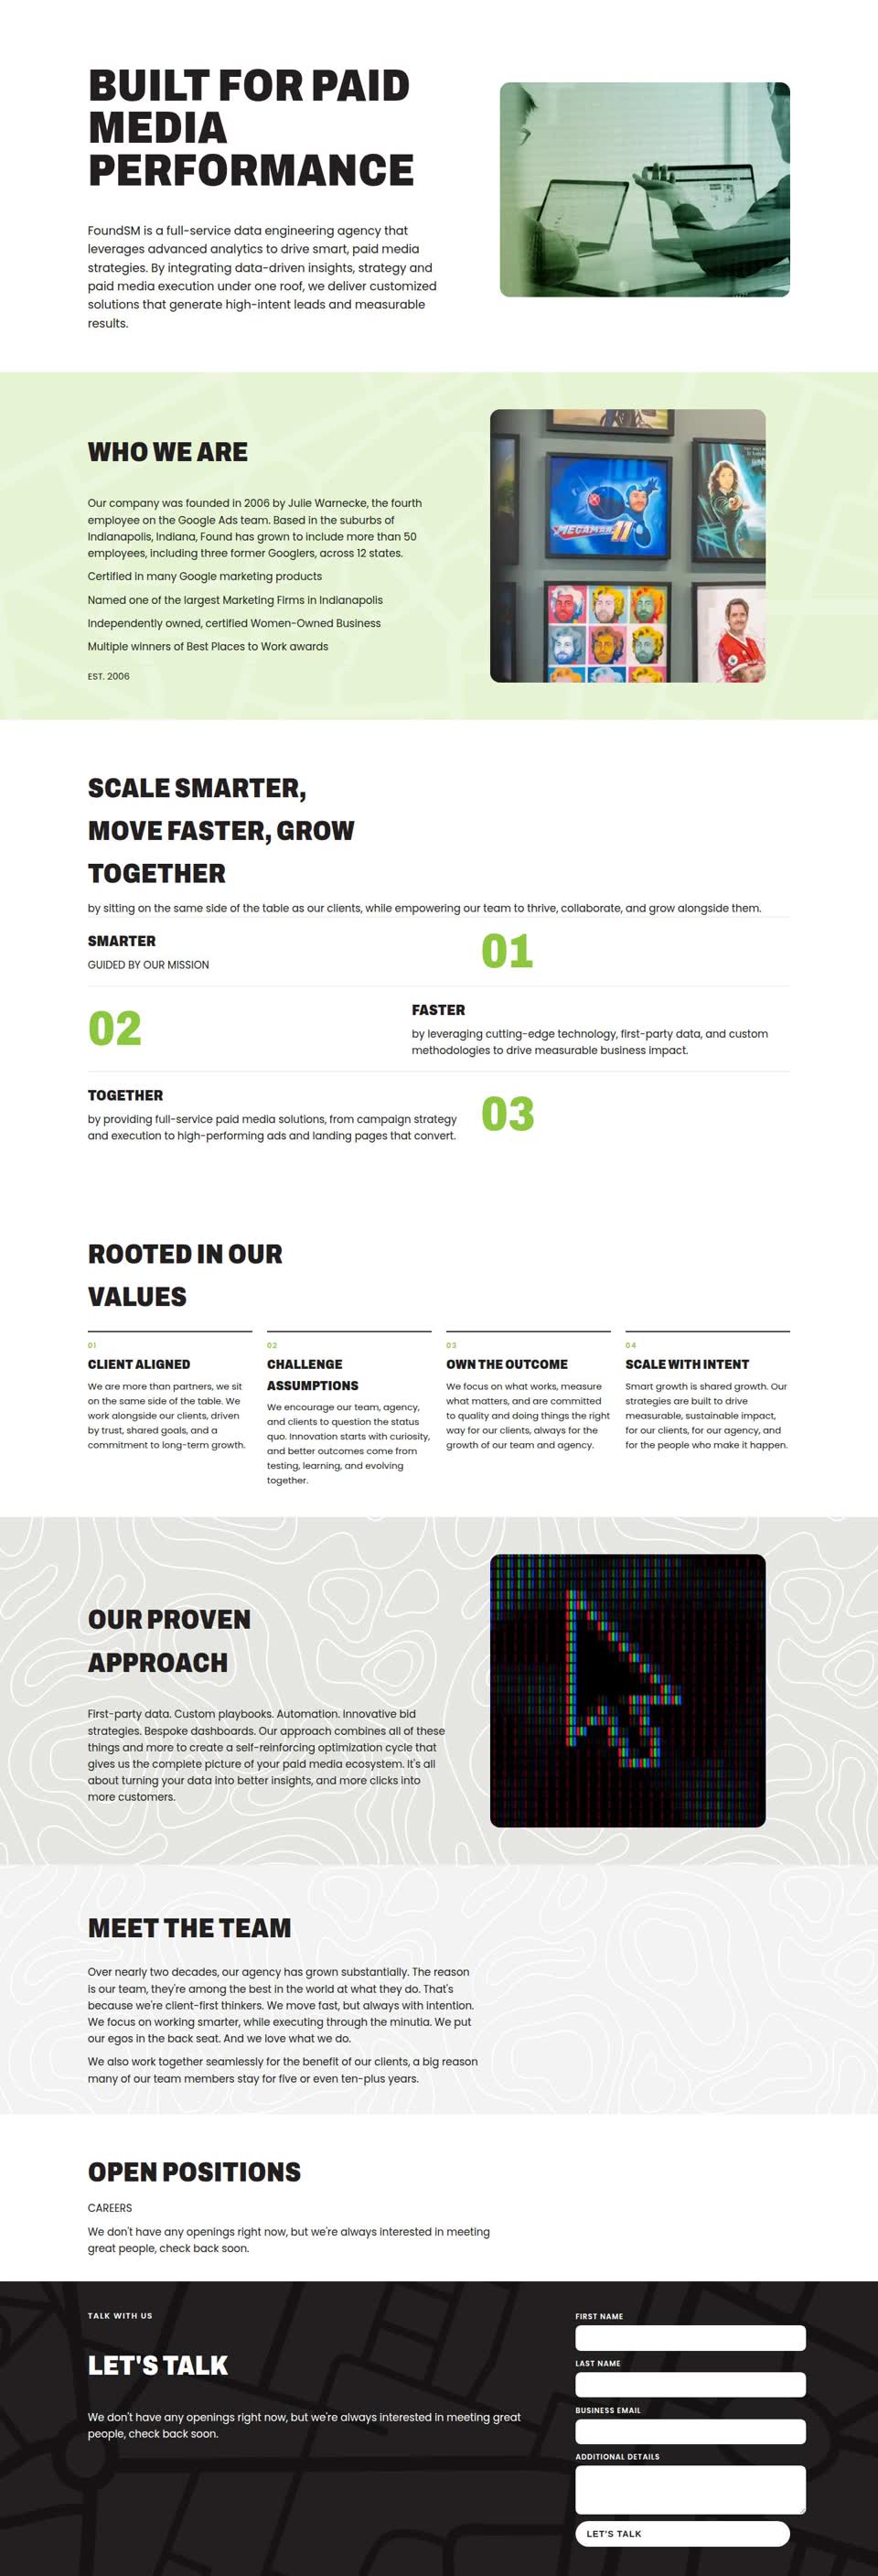 BUILT FOR PAID
MEDIA
PERFORMANCE
FoundSM is a full-service data engineering agency that
leverages advanced analytics to drive smart, paid media
strategies. By integrating data-driven insights, strategy and
paid media execution under one roof, we deliver customized
solutions that generate high-intent leads and measurable
results.
WHO WE ARE
Our company was founded in 2006 by Julie Warnecke, the fourth
employee on the Google Ads team. Based in the suburbs of
Indianapolis, Indiana, Found has grown to include more than 50
employees, including three former Googlers, across 12 states.
Certified in many Google marketing products
Named one of the largest Marketing Firms in Indianapolis
Independently owned, certified Women-Owned Business
Multiple winners of Best Places to Work awards
EST. 2006
MEGAMAN 11
SCALE SMARTER,
MOVE FASTER, GROW
TOGETHER
by sitting on the same side of the table as our clients, while empowering our team to thrive, collaborate, and grow alongside them.
SMARTER
GUIDED BY OUR MISSION
01
02
FASTER
by leveraging cutting-edge technology, first-party data, and custom
methodologies to drive measurable business impact.
TOGETHER
by providing full-service paid media solutions, from campaign strategy
and execution to high-performing ads and landing pages that convert.
03
ROOTED IN OUR
VALUES
01
CLIENT ALIGNED
We are more than partners, we sit
on the same side of the table. We
work alongside our clients, driven
by trust, shared goals, and a
commitment to long-term growth.
02
CHALLENGE
ASSUMPTIONS
We encourage our team, agency,
and clients to question the status
quo. Innovation starts with curiosity,
and better outcomes come from
testing, learning, and evolving
together.
03
OWN THE OUTCOME
We focus on what works, measure
what matters, and are committed
to quality and doing things the right
way for our clients, always for the
growth of our team and agency.
04
SCALE WITH INTENT
Smart growth is shared growth. Our
strategies are built to drive
measurable, sustainable impact,
for our clients, for our agency, and
for the people who make it happen.
OUR PROVEN
APPROACH
First-party data. Custom playbooks. Automation. Innovative bid
strategies. Bespoke dashboards. Our approach combines all of these
things and more to create a self-reinforcing optimization cycle that
gives us the complete picture of your paid media ecosystem. It's all
about turning your data into better insights, and more clicks into
more customers.
MEET THE TEAM
Over nearly two decades, our agency has grown substantially. The reason
is our team, they're among the best in the world at what they do. That's
because we're client-first thinkers. We move fast, but always with intention.
We focus on working smarter, while executing through the minutia. We put
our egos in the back seat. And we love what we do.
We also work together seamlessly for the benefit of our clients, a big reason
many of our team members stay for five or even ten-plus years.
OPEN POSITIONS
CAREERS
We don't have any openings right now, but we're always interested in meeting
great people, check back soon.
TALK WITH US
LET'S TALK
We don't have any openings right now, but we're always interested in meeting great
people, check back soon.
FIRST NAME
LAST NAME
BUSINESS EMAIL
ADDITIONAL DETAILS
LET'S TALK